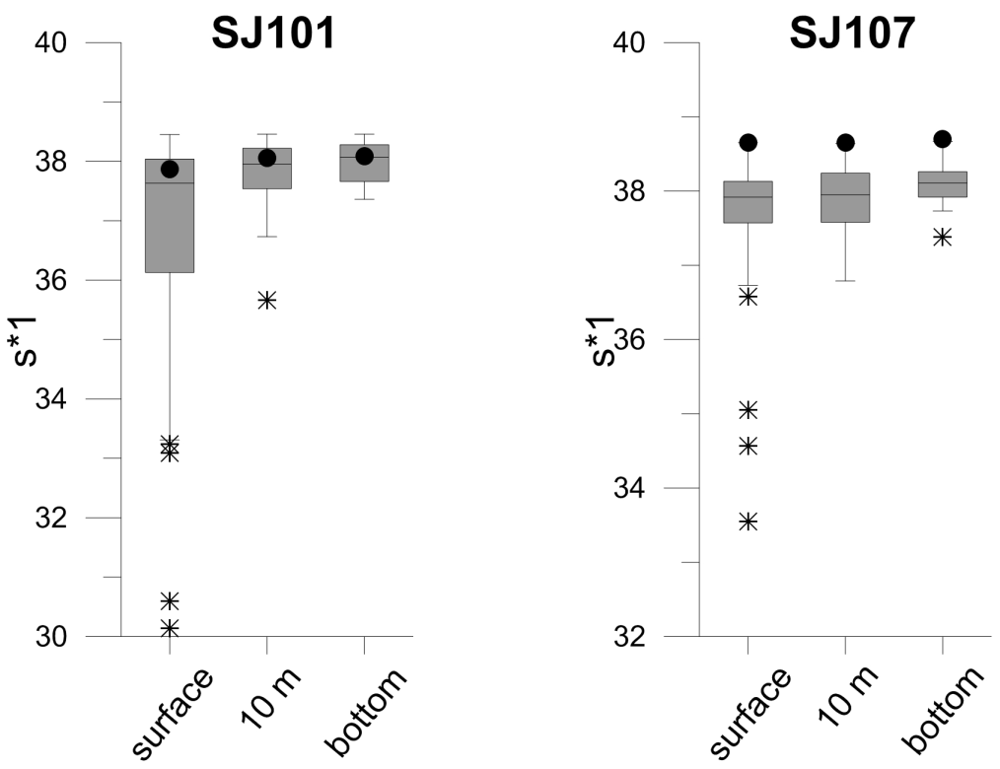 SJ101
40
38
36
34
32
30
s*1
surface
10 m
bottom
SJ107
40
38
36
34
32
s*1
surface
10 m
bottom